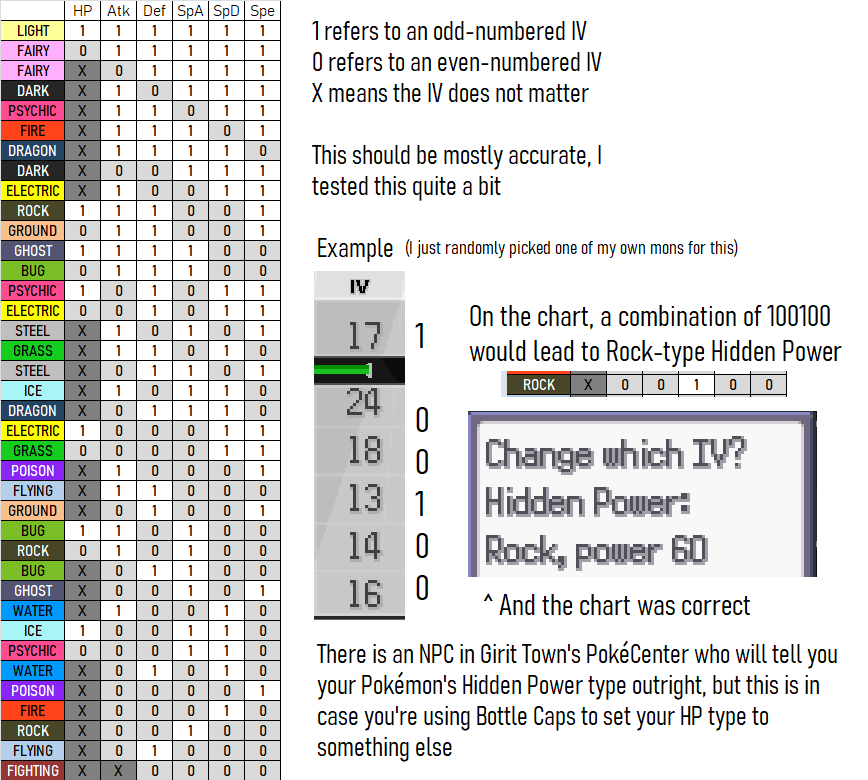 HP Atk Def SpA SpD Spe
LIGHT 1 1 1 1 1 1
FAIRY 0 1 1 1 1 1
FAIRY X 0 1 1 1 1
DARK X 1 0 1 1 1
PSYCHIC X 1 1 0 1 1
FIRE X 1 1 1 0 1
DRAGON X 1 1 1 1 0
DARK X 0 0 1 1 1
ELECTRIC X 1 0 0 1 1
ROCK 1 1 1 0 0 1
GROUND 0 1 1 0 0 1
GHOST 1 1 1 1 0 0
BUG 0 1 1 1 0 0
PSYCHIC 1 0 1 0 1 1
ELECTRIC 0 0 1 0 1 1
STEEL X 1 0 1 0 1
GRASS X 1 1 0 1 0
STEEL X 0 1 1 0 1
ICE X 1 0 1 1 0
DRAGON X 0 1 1 1 0
ELECTRIC 1 0 0 0 1 1
GRASS 0 0 0 0 1 1
POISON X 1 0 0 0 1
FLYING X 1 1 0 0 0
GROUND X 0 1 0 0 1
BUG 1 1 0 1 0 0
ROCK 0 1 0 1 0 0
BUG X 0 1 1 0 0
GHOST X 0 0 1 0 1
WATER X 1 0 0 1 0
ICE 1 0 0 1 1 0
PSYCHIC 0 0 0 1 1 0
WATER X 0 1 0 1 0
POISON X 0 0 0 0 1
FIRE X 0 0 0 1 0
ROCK X 0 0 1 0 0
FLYING X 0 1 0 0 0
FIGHTING X X 0 0 0 0
1 refers to an odd-numbered IV
0 refers to an even-numbered IV
X means the IV does not matter
This should be mostly accurate, I
tested this quite a bit
Example (I just randomly picked one of my own mons for this)
IV
17 1
24 0
18 0
13 1
14 0
16 0
On the chart, a combination of 100100
would lead to Rock-type Hidden Power
ROCK X 0 0 1 0 0
Change which IV?
Hidden Power:
Rock, power 60
^ And the chart was correct
There is an NPC in Girit Town's PokéCenter who will tell you
your Pokémon's Hidden Power type outright, but this is in
case you're using Bottle Caps to set your HP type to
something else